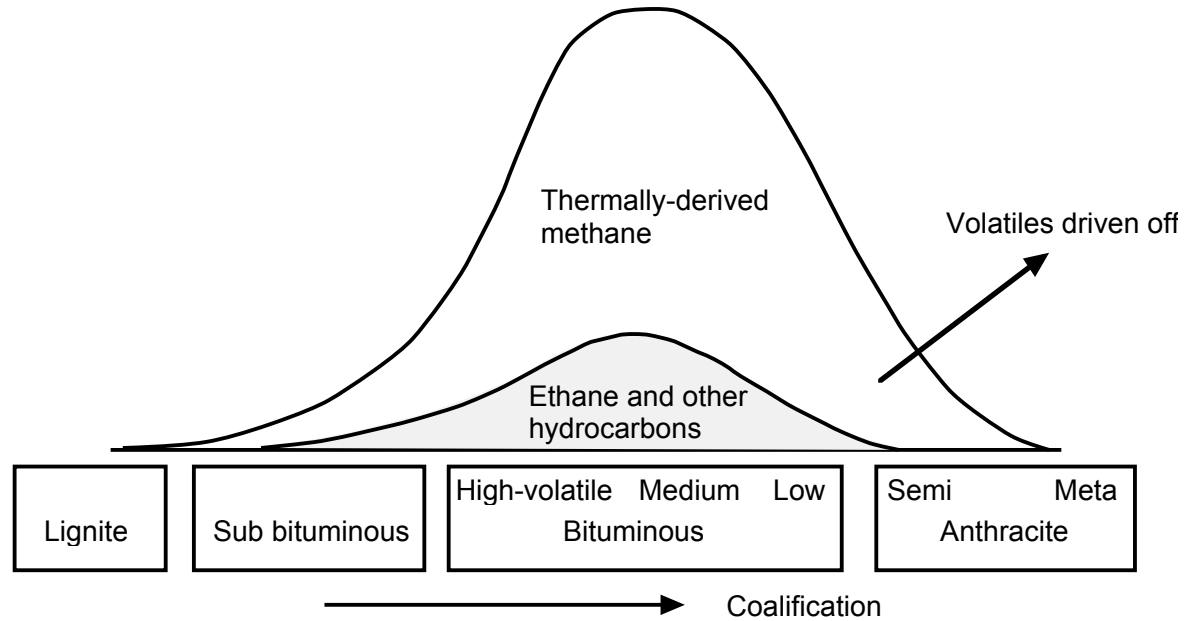 Thermally-derived
methane
Volatiles driven off
Ethane and other
hydrocarbons
High-volatile Medium Low
Bituminous
Semi Meta
Anthracite
Lignite
Sub bituminous
Coalification